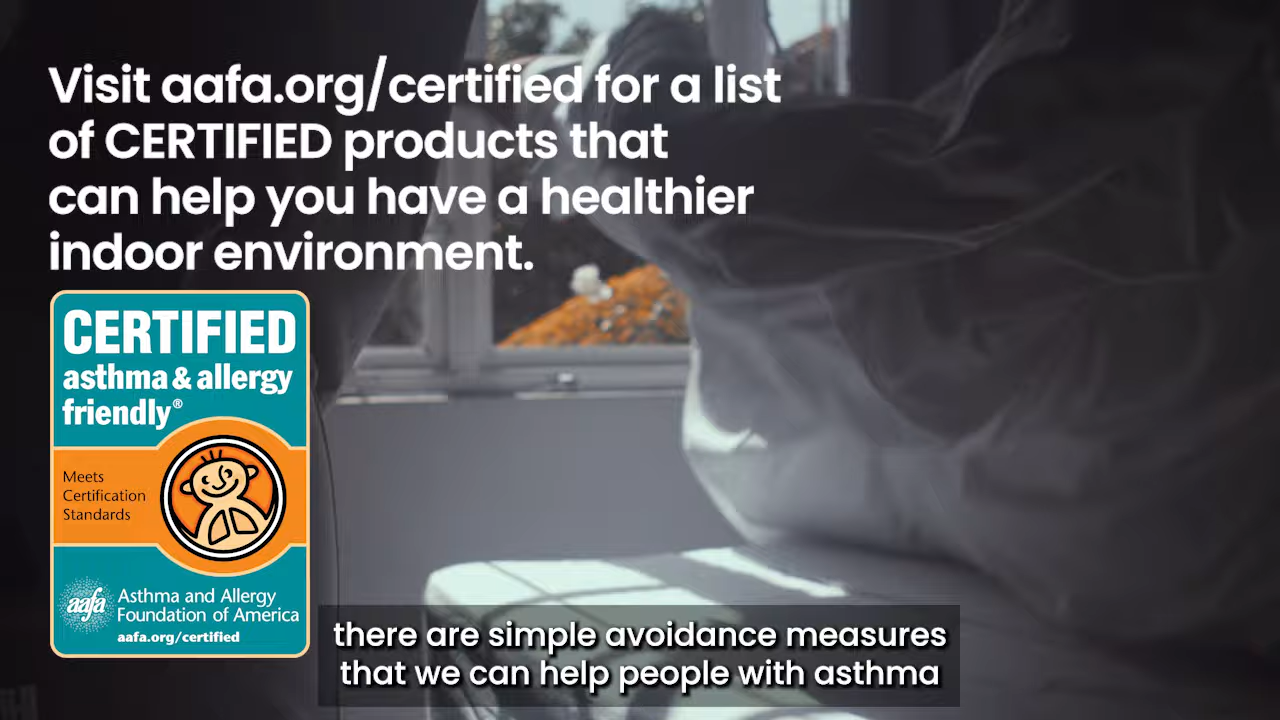 Visit aafa.org/certified for a list
of CERTIFIED products that
can help you have a healthier
indoor environment.
CERTIFIED
asthma & allergy
friendly®
Meets
Certification
Standards
aafa
Asthma and Allergy
Foundation of America
aafa.org/certified
there are simple avoidance measures
that we can help people with asthma